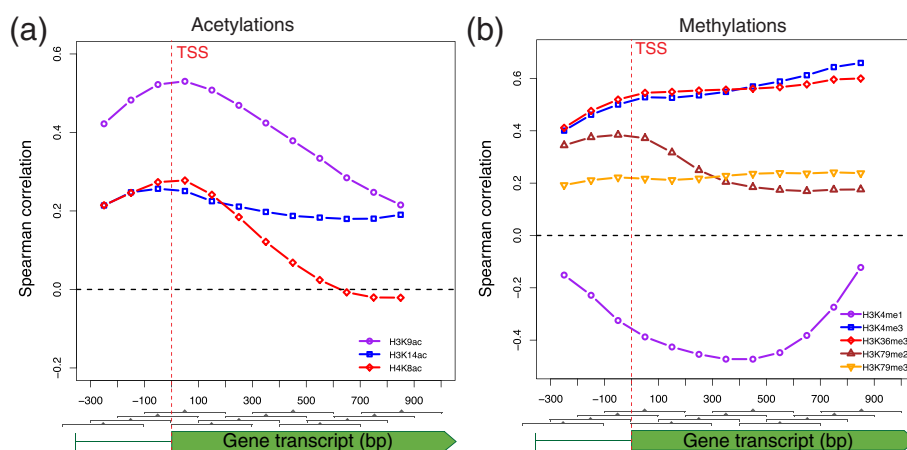 (a)
Acetylations
TSS
Spearman correlation
0.6
0.4
0.2
0.0
−0.2
H3K9ac
H3K14ac
H4K8ac
−300 −100 100 300 500 700 900
Gene transcript (bp)
(b)
Methylations
TSS
Spearman correlation
0.6
0.4
0.2
0.0
−0.2
−0.4
H3K4me1
H3K4me3
H3K36me3
H3K79me2
H3K79me3
−300 −100 100 300 500 700 900
Gene transcript (bp)